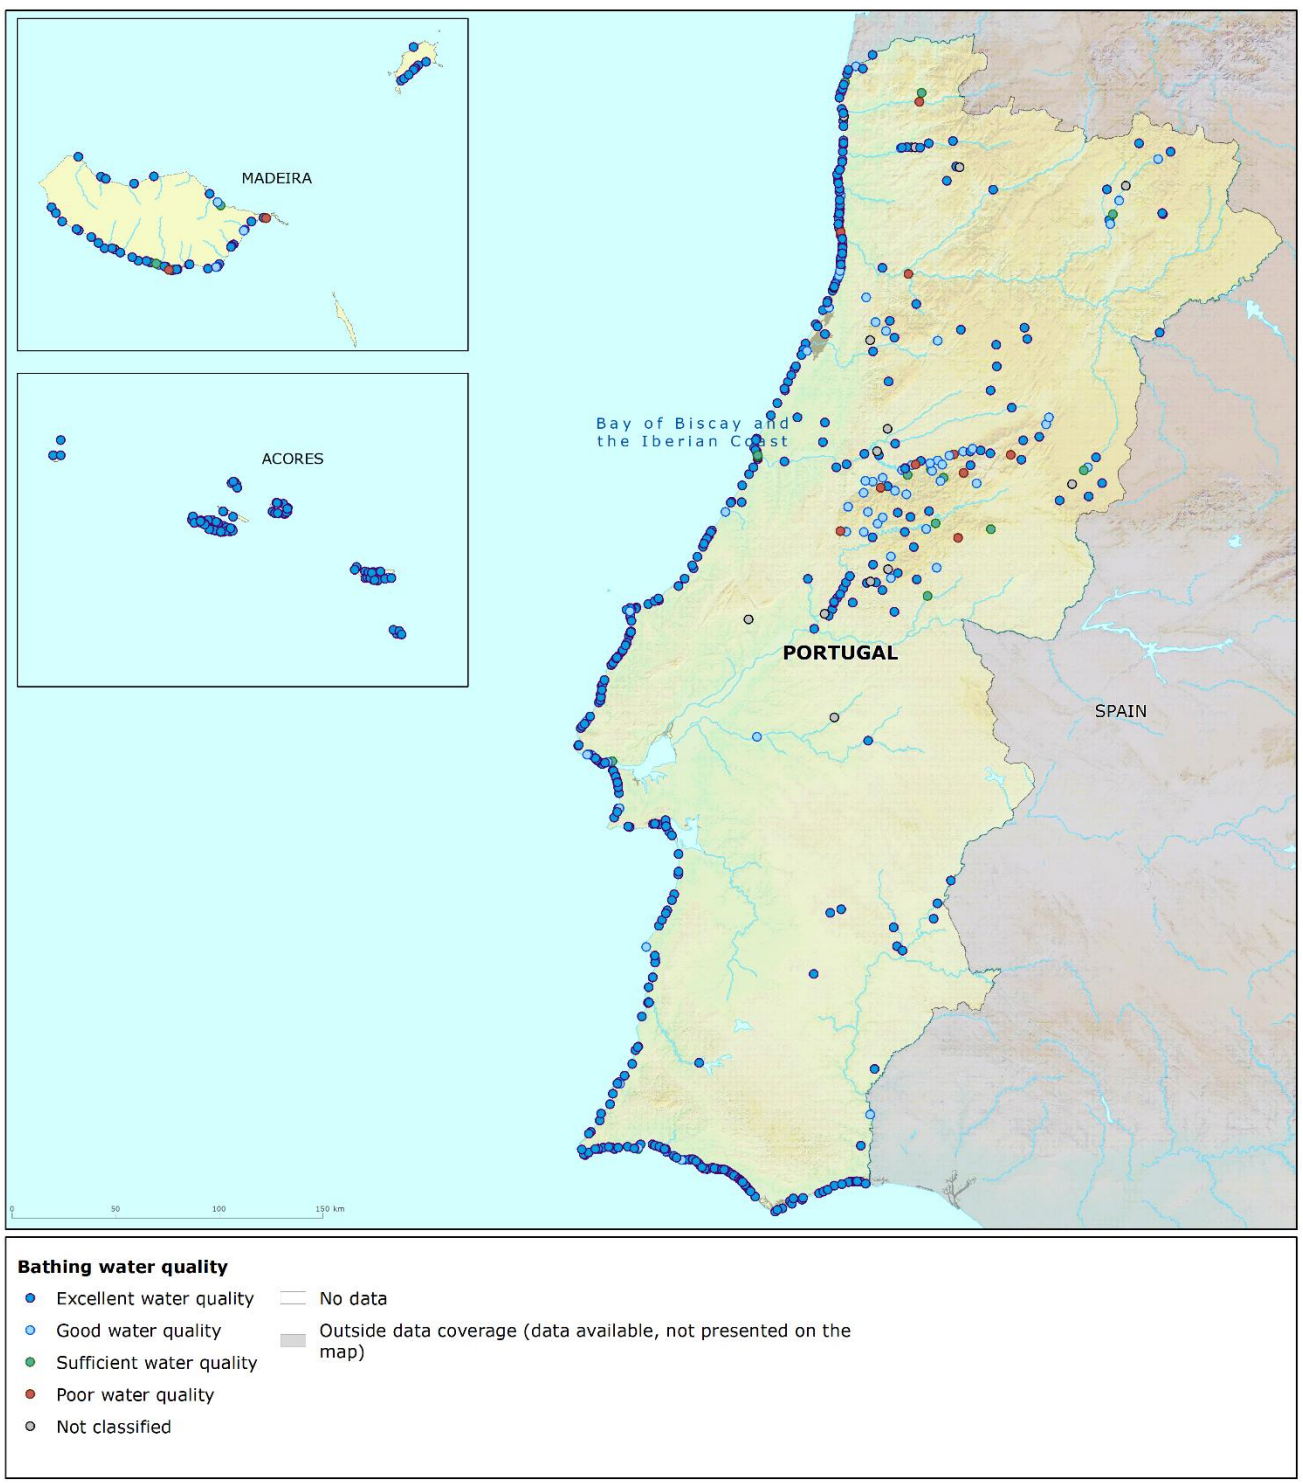 MADEIRA
ACORES
Bay of Biscay and
the Iberian Coast
PORTUGAL
SPAIN
0 50 100 150 km
Bathing water quality
Excellent water quality
Good water quality
Sufficient water quality
Poor water quality
Not classified
No data
Outside data coverage (data available, not presented on the
map)